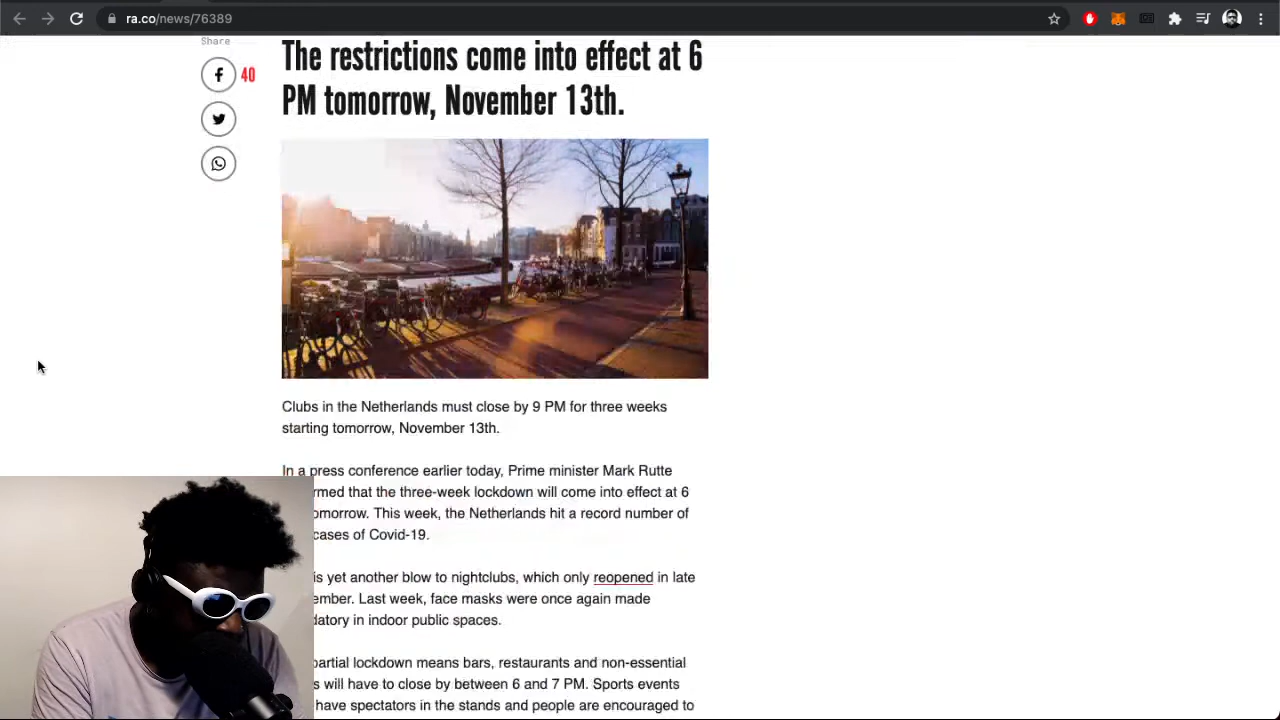 ra.co/news/76389
Share
40
The restrictions come into effect at 6
PM tomorrow, November 13th.
Clubs in the Netherlands must close by 9 PM for three weeks
starting tomorrow, November 13th.
In a press conference earlier today, Prime minister Mark Rutte
rmed that the three-week lockdown will come into effect at 6
omorrow. This week, the Netherlands hit a record number of
cases of Covid-19.
is yet another blow to nightclubs, which only reopened in late
ember. Last week, face masks were once again made
datory in indoor public spaces.
partial lockdown means bars, restaurants and non-essential
s will have to close by between 6 and 7 PM. Sports events
have spectators in the stands and people are encouraged to